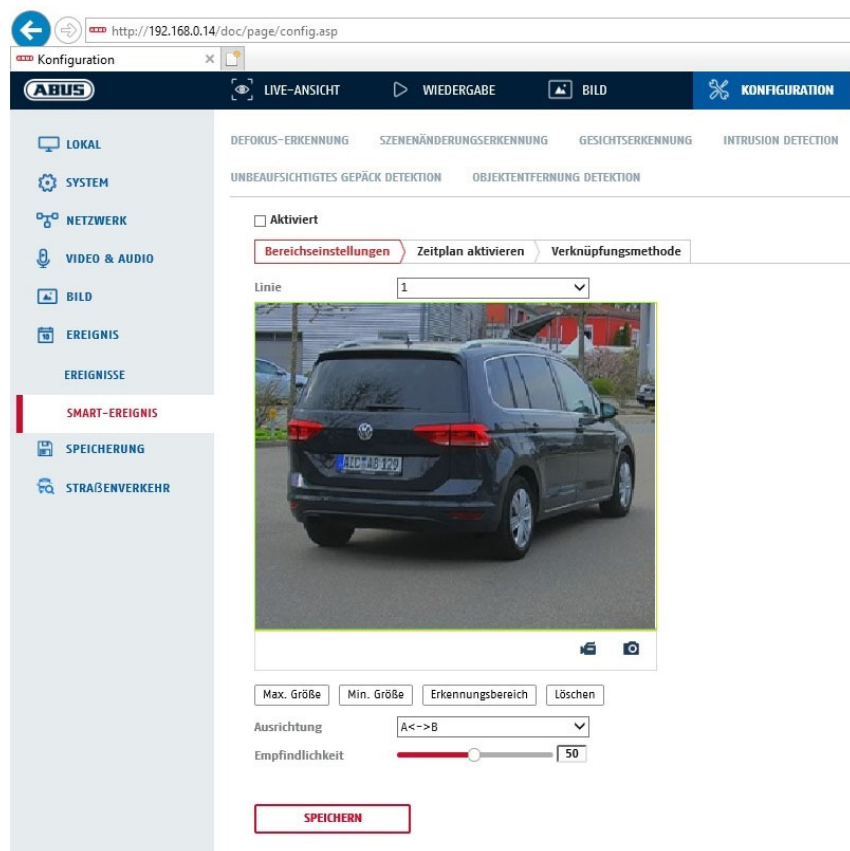 http://192.168.0.14/doc/page/config.asp
Konfiguration
ABUS
LIVE-ANSICHT
WIEDERGABE
BILD
KONFIGURATION
LOKAL
SYSTEM
NETZWERK
VIDEO & AUDIO
BILD
EREIGNIS
EREIGNISSE
SMART-EREIGNIS
SPEICHERUNG
STRAßENVERKEHR
DEFOKUS-ERKENNUNG SZENENÄNDERUNGSERKENNUNG GESICHTSERKENNUNG INTRUSION DETECTION
UNBEAUFSICHTIGTES GEPÄCK DETEKTION OBJEKTENTFERNUNG DETEKTION
Aktiviert
Bereichseinstellungen Zeitplan aktivieren Verknüpfungsmethode
Linie 1
AIC AB 129
Max. Größe Min. Größe Erkennungsbereich Löschen
Ausrichtung A<->B
Empfindlichkeit 50
SPEICHERN